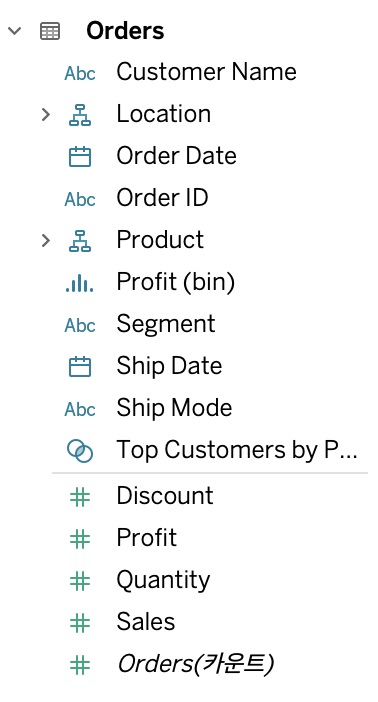 Orders
Abc Customer Name
Location
Order Date
Abc Order ID
Product
Profit (bin)
Abc Segment
Ship Date
Abc Ship Mode
Top Customers by P...
Discount
Profit
Quantity
Sales
Orders(카운트)